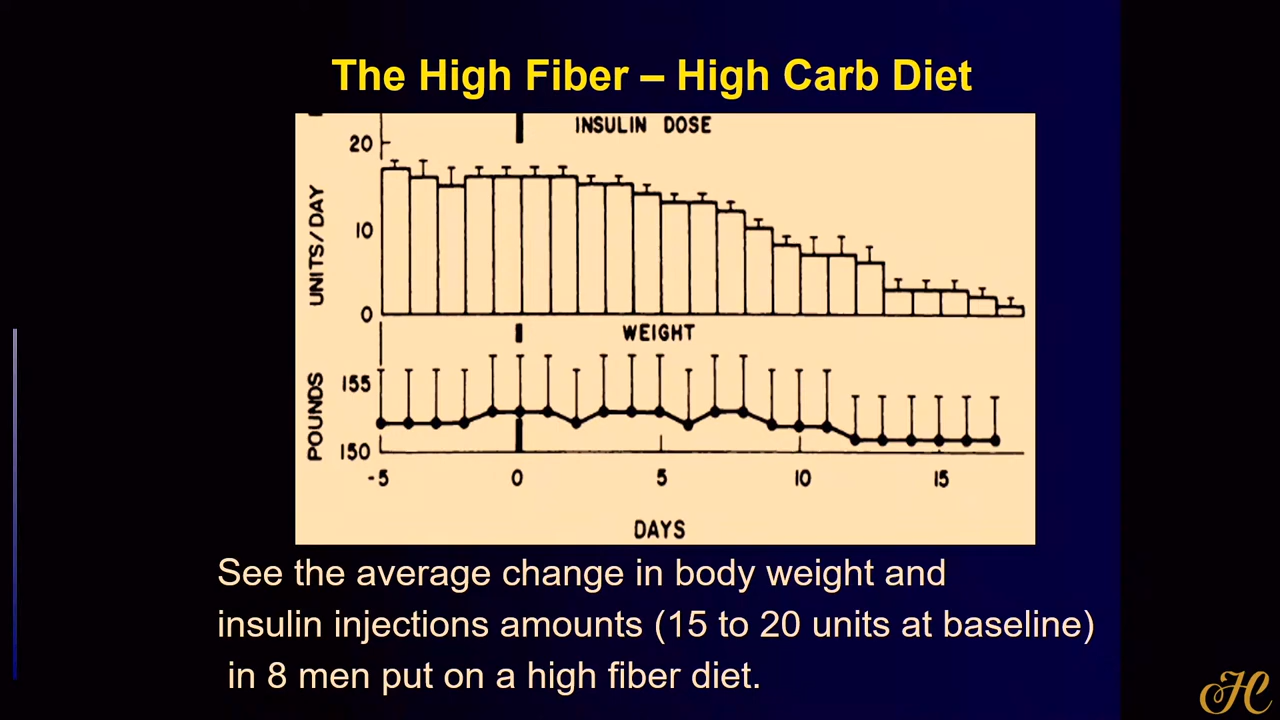 The High Fiber – High Carb Diet
INSULIN DOSE
20
10
0
UNITS/DAY
WEIGHT
155
150
POUNDS
-5 0 5 10 15
DAYS
See the average change in body weight and
insulin injections amounts (15 to 20 units at baseline)
in 8 men put on a high fiber diet.